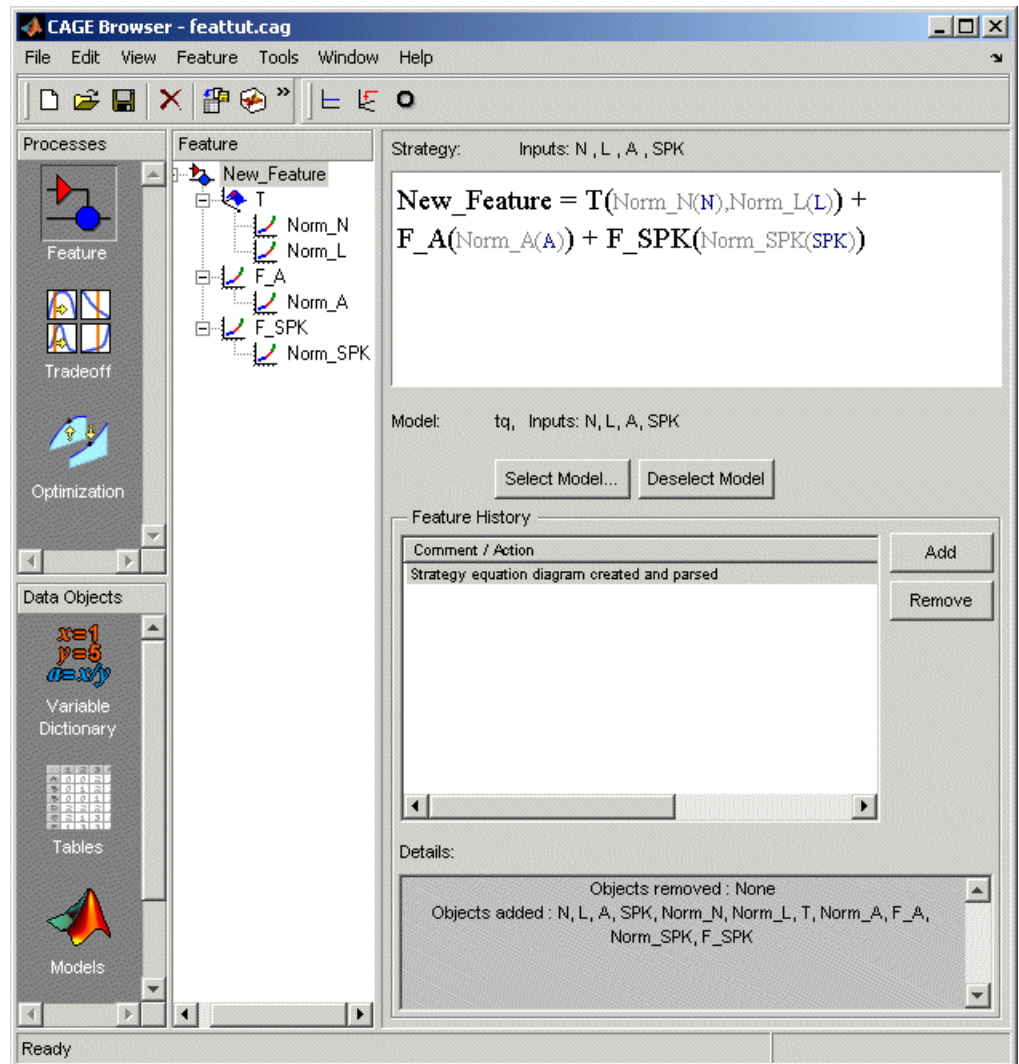 CAGE Browser - feattut.cag
File Edit View Feature Tools Window Help
»
Processes
Feature
Tradeoff
Optimization
Data Objects
x=1
y=5
a=x/y
Variable
Dictionary
Tables
Models
Feature
New_Feature
T
Norm_N
Norm_L
F_A
Norm_A
F_SPK
Norm_SPK
Strategy: Inputs: N , L , A , SPK
New_Feature = T(Norm_N(N),Norm_L(L)) +
F_A(Norm_A(A)) + F_SPK(Norm_SPK(SPK))
Model: tq, Inputs: N, L, A, SPK
Select Model... Deselect Model
Feature History
Comment / Action
Strategy equation diagram created and parsed
Add
Remove
Details:
Objects removed : None
Objects added : N, L, A, SPK, Norm_N, Norm_L, T, Norm_A, F_A,
Norm_SPK, F_SPK
Ready